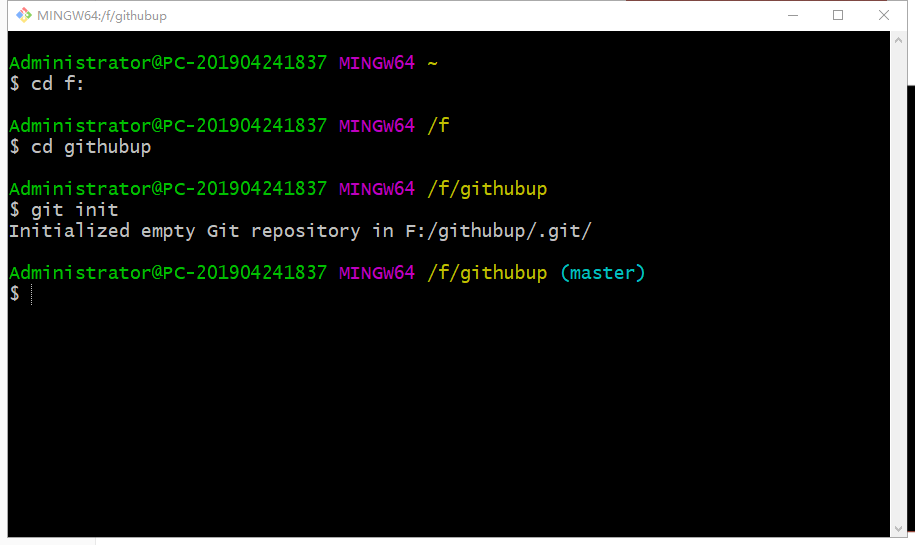 MINGW64:/f/githubup
Administrator@PC-201904241837 MINGW64 ~
$ cd f:
Administrator@PC-201904241837 MINGW64 /f
$ cd githubup
Administrator@PC-201904241837 MINGW64 /f/githubup
$ git init
Initialized empty Git repository in F:/githubup/.git/
Administrator@PC-201904241837 MINGW64 /f/githubup (master)
$